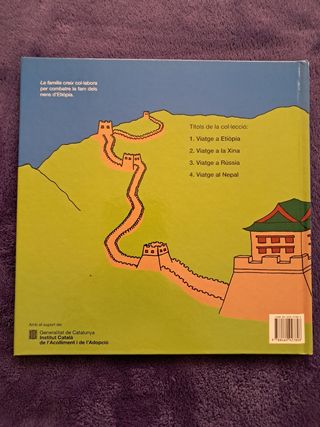 La família creix col·labora
per combatre la fam dels
nens d'Etiòpia.
Títols de la col·lecció:
1. Viatge a Etiòpia
2. Viatge a la Xina
3. Viatge a Rússia
4. Viatge al Nepal
Amb el suport de:
Generalitat de Catalunya
Institut Català
de l'Acolliment i de l'Adopció